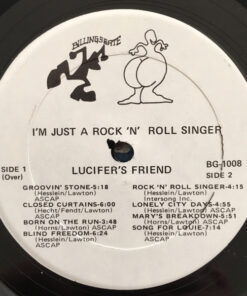 BILLINGSGATE
I'M JUST A ROCK 'N' ROLL SINGER
SIDE 1
(Over)
LUCIFER'S FRIEND
BG-1008
SIDE 2
GROOVIN' STONE-5:18
(Hesslein/Lawton)
ASCAP
CLOSED CURTAINS-6:00
(Hecht/Fendt/Lawton)
ASCAP
BORN ON THE RUN-3:48
(Horns/Lawton) ASCAP
BLIND FREEDOM-6:24
(Hesslein/Lawton)
ASCAP
ROCK 'N' ROLL SINGER-4:15
(Hesslein/Lawton)
Intersong Inc.
LONELY CITY DAYS-4:55
(Hesslein/Lawton) ASCAP
MARY'S BREAKDOWN-5:51
(Horns/Lawton) ASCAP
SONG FOR LOUIE-7:14
(Hesslein/Lawton)
ASCAP